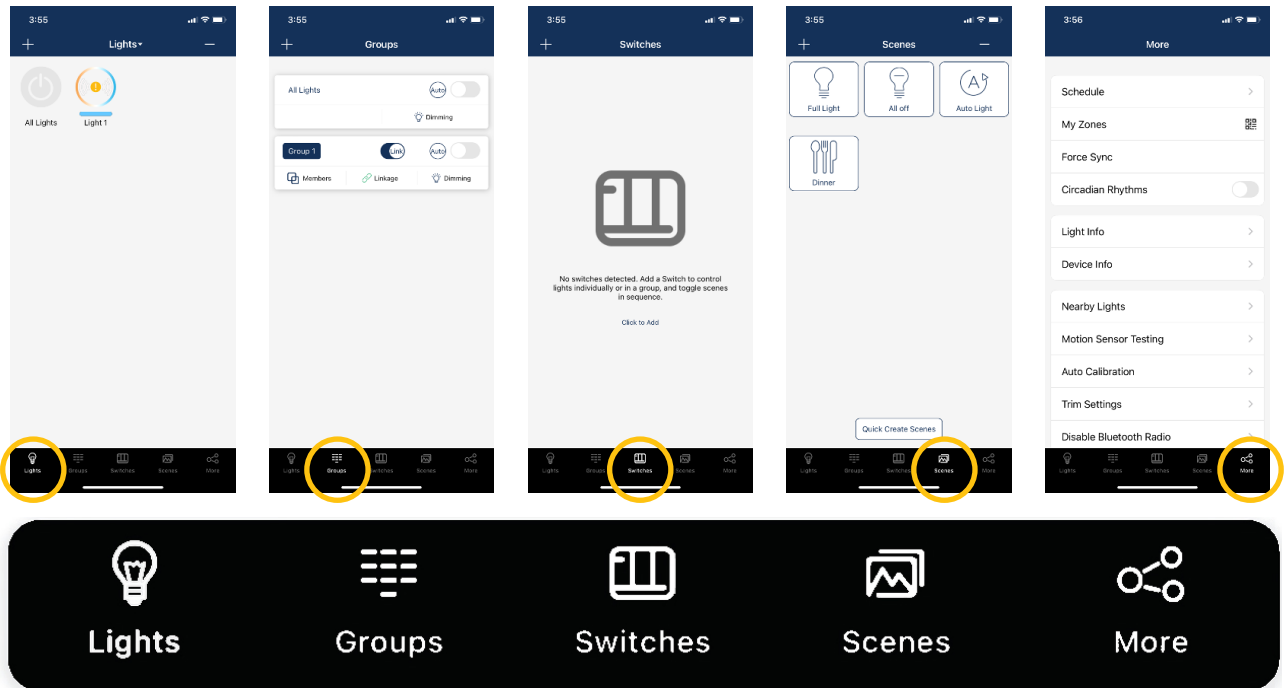 3:55
Lights
All Lights
Light 1
Lights
Groups
Switches
Scenes
More
3:55
Groups
All Lights
Auto
Dimming
Group 1
Link
Auto
Members
Linkage
Dimming
Lights
Groups
Switches
Scenes
More
3:55
Switches
No switches detected. Add a Switch to control
lights individually or in a group, and toggle scenes
in sequence.
Click to Add
Lights
Groups
Switches
Scenes
More
3:55
Scenes
Full Light
All off
A
Auto Light
Dinner
Quick Create Scenes
Lights
Groups
Switches
Scenes
More
3:56
More
Schedule
My Zones
Force Sync
Circadian Rhythms
Light Info
Device Info
Nearby Lights
Motion Sensor Testing
Auto Calibration
Trim Settings
Disable Bluetooth Radio
Lights
Groups
Switches
Scenes
More
Lights
Groups
Switches
Scenes
More